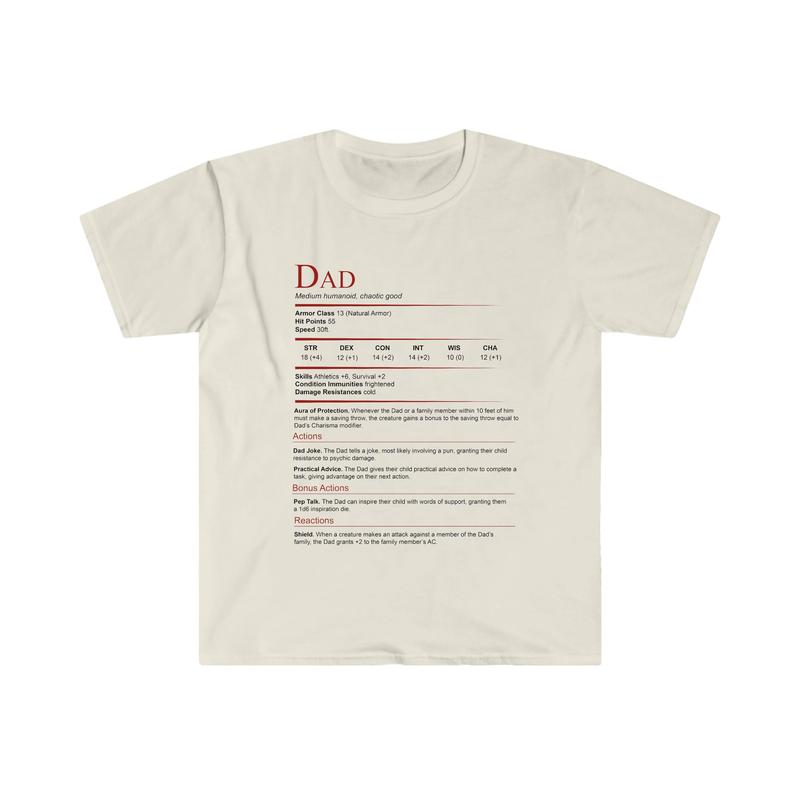 DAD
Medium humanoid, chaotic good
Armor Class 13 (Natural Armor)
Hit Points 55
Speed 30ft.
STR DEX CON INT WIS CHA
18 (+4) 12 (+1) 14 (+2) 14 (+2) 10 (0) 12 (+1)
Skills Athletics +6, Survival +2
Condition Immunities frightened
Damage Resistances cold
Aura of Protection. Whenever the Dad or a family member within 10 feet of him
must make a saving throw, the creature gains a bonus to the saving throw equal to
Dad's Charisma modifier.
Actions
Dad Joke. The Dad tells a joke, most likely involving a pun, granting their child
resistance to psychic damage.
Practical Advice. The Dad gives their child practical advice on how to complete a
task, giving advantage on their next action.
Bonus Actions
Pep Talk. The Dad can inspire their child with words of support, granting them
a 1d6 inspiration die.
Reactions
Shield. When a creature makes an attack against a member of the Dad's
family, the Dad grants +2 to the family member's AC.